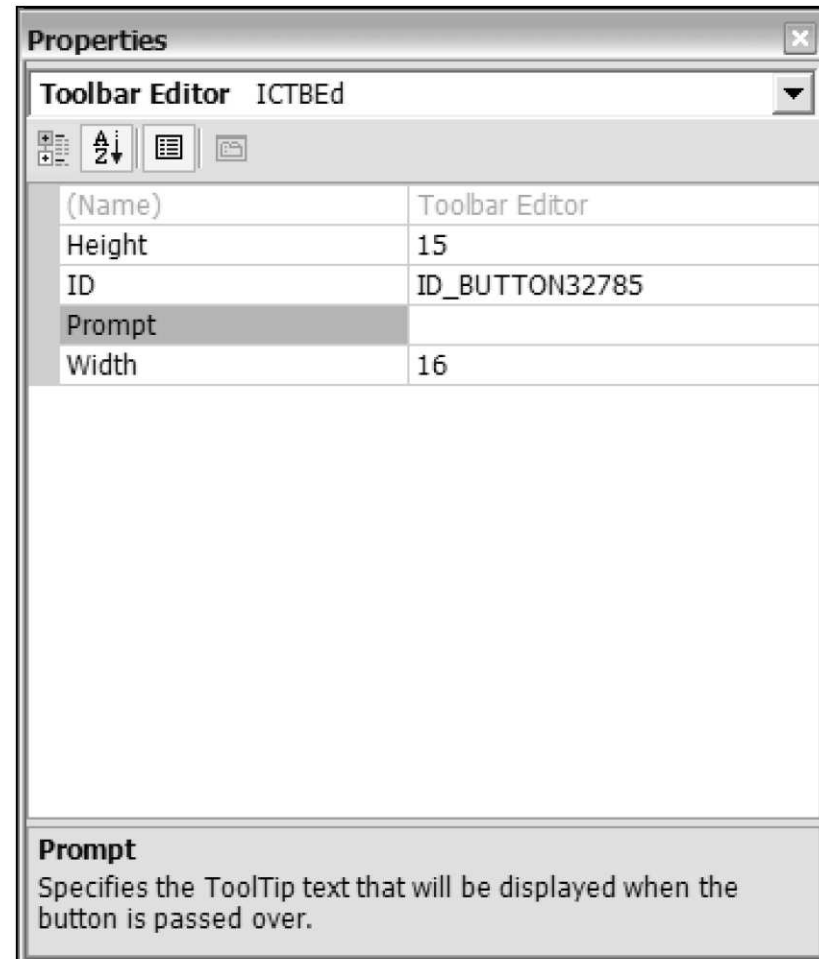 Properties
Toolbar Editor ICTBEd
(Name) Toolbar Editor
Height 15
ID ID_BUTTON32785
Prompt
Width 16
Prompt
Specifies the ToolTip text that will be displayed when the
button is passed over.